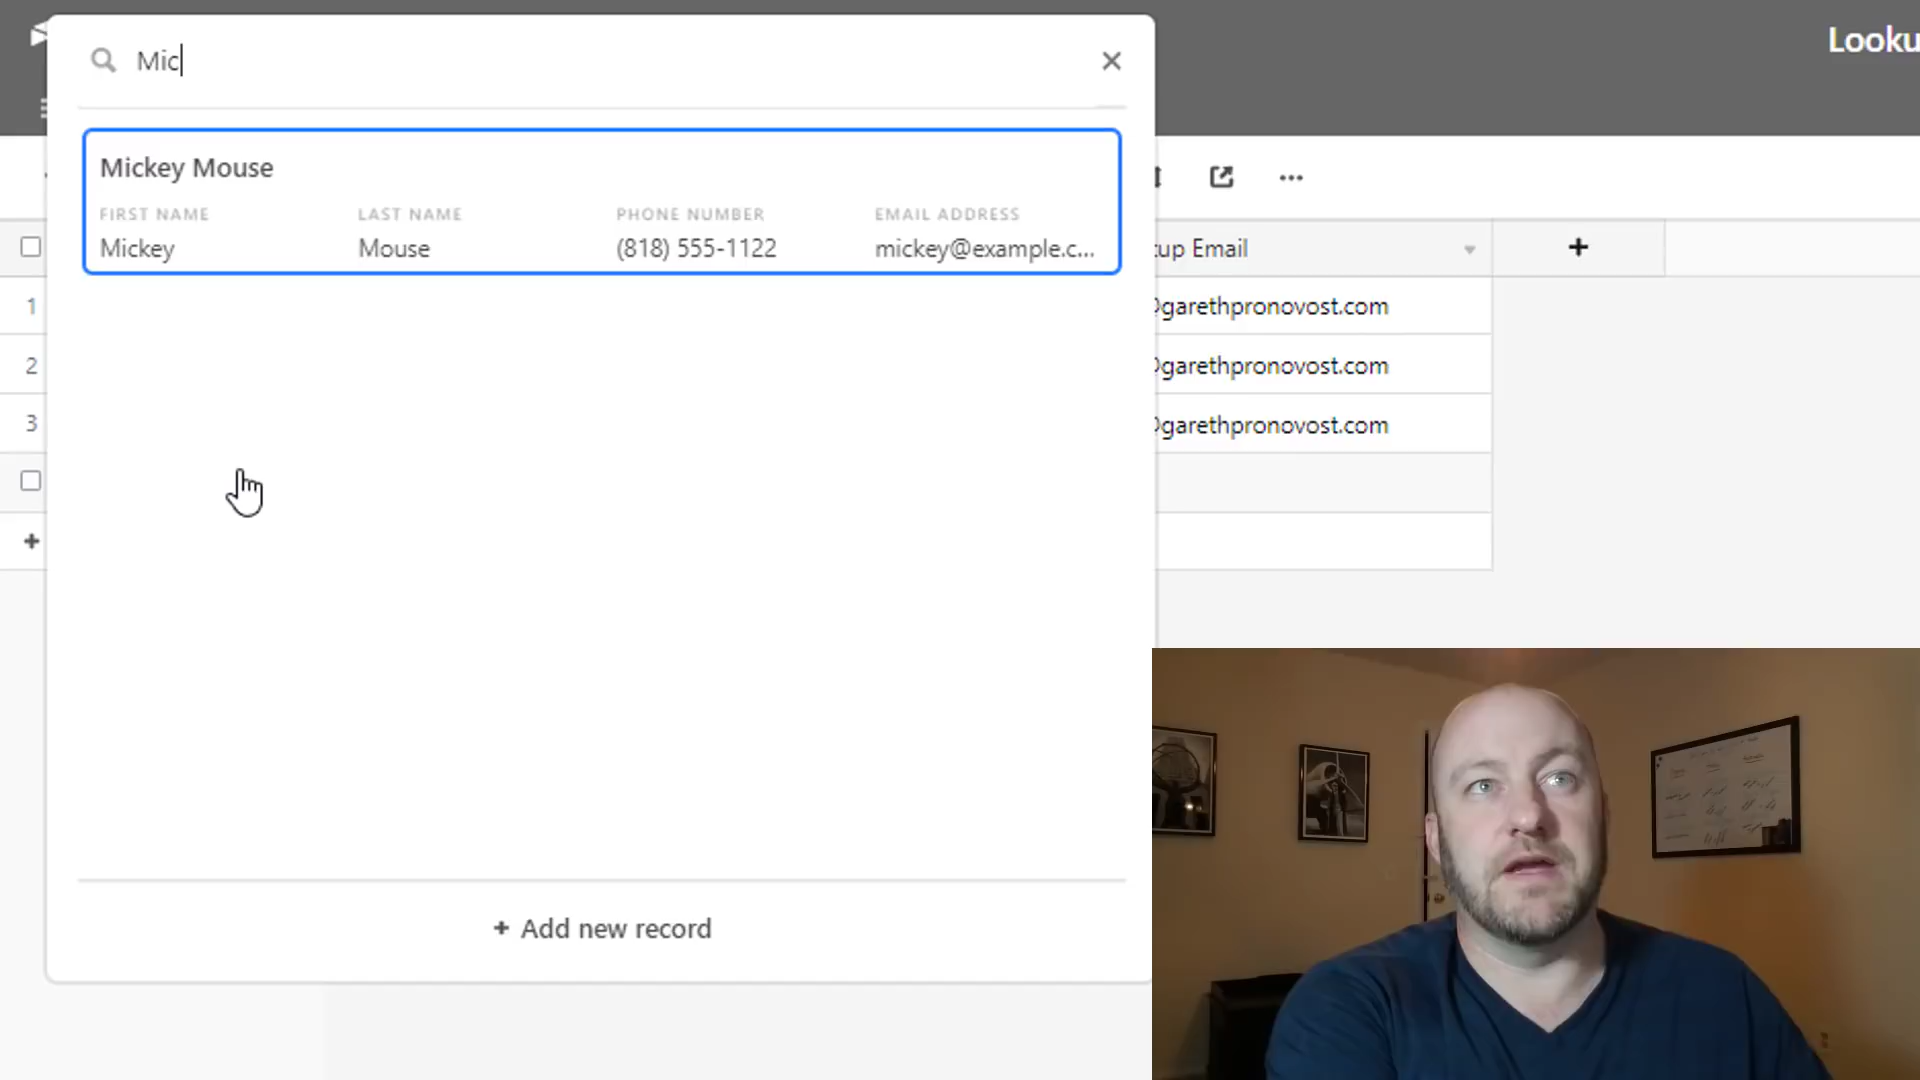 Mic
Looku
Mickey Mouse
FIRST NAME LAST NAME PHONE NUMBER EMAIL ADDRESS
Mickey Mouse (818) 555-1122 mickey@example.c...
up Email
1 @garethpronovost.com
2 @garethpronovost.com
3 @garethpronovost.com
+ Add new record